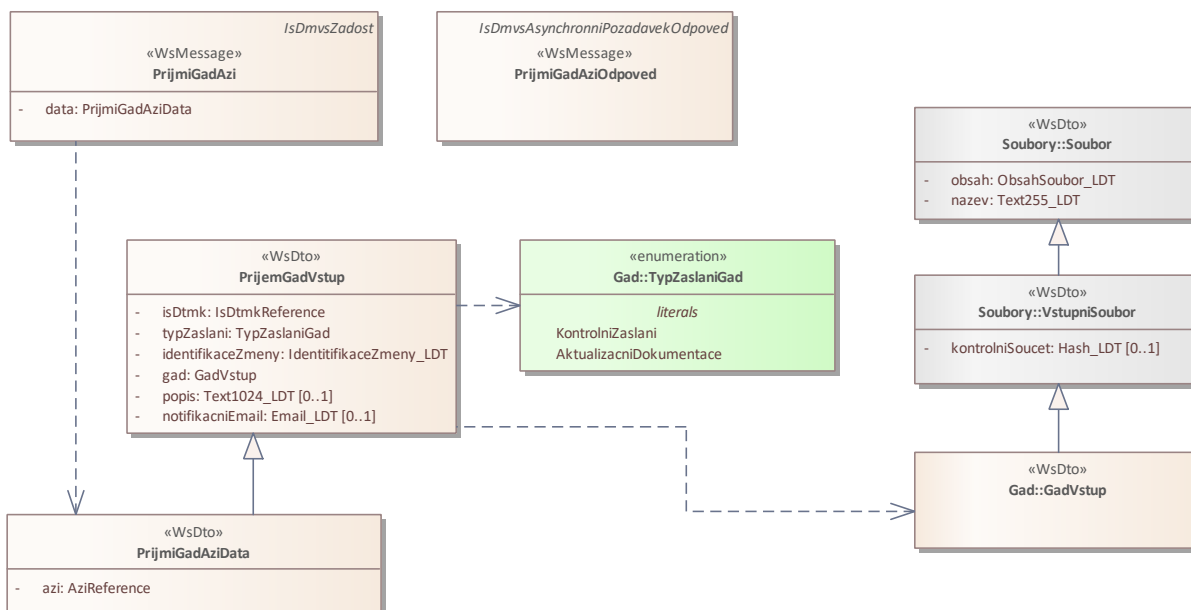 IsDmvsZadost
«WsMessage»
PrijmiGadAzi
- data: PrijmiGadAziData
IsDmvsAsynchronniPozadavekOdpoved
«WsMessage»
PrijmiGadAziOdpoved
«WsDto»
Soubory::Soubor
- obsah: ObsahSoubor_LDT
- nazev: Text255_LDT
«WsDto»
PrijemGadVstup
- isDtmk: IsDtmkReference
- typZaslani: TypZaslaniGad
- identifikaceZmeny: IdentitifikaceZmeny_LDT
- gad: GadVstup
- popis: Text1024_LDT [0..1]
- notifikacniEmail: Email_LDT [0..1]
«enumeration»
Gad::TypZaslaniGad
literals
KontrolniZaslani
AktualizacniDokumentace
«WsDto»
Soubory::VstupniSoubor
- kontrolniSoucet: Hash_LDT [0..1]
«WsDto»
Gad::GadVstup
«WsDto»
PrijmiGadAziData
- azi: AziReference